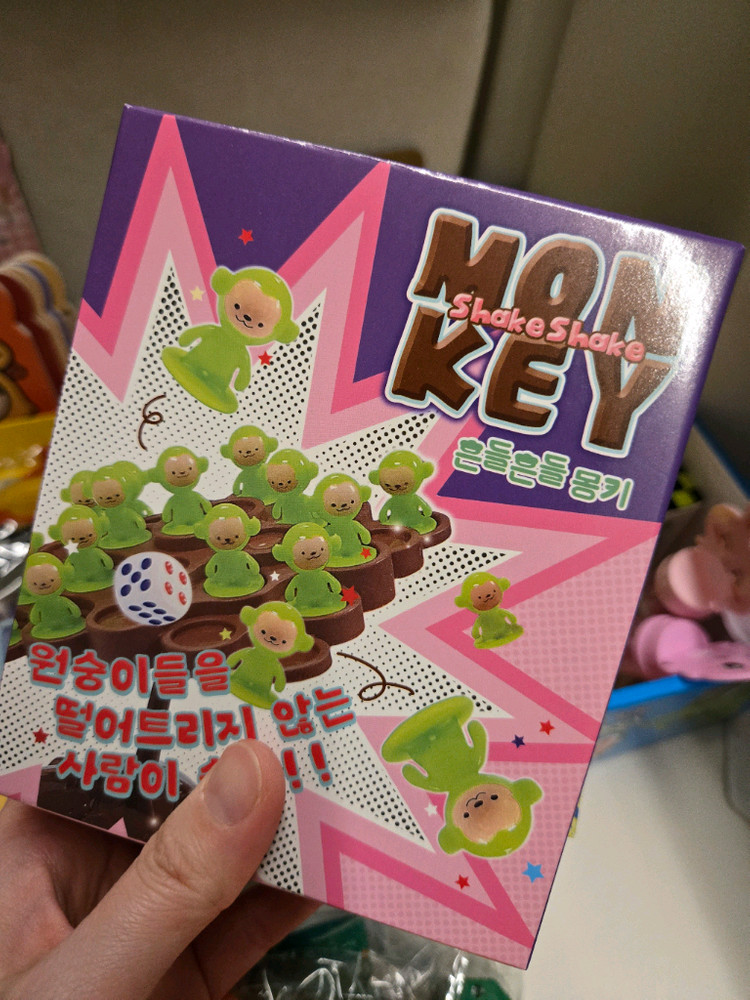 MON
Shake Shake
KEY
흔들흔들 몽키
원숭이들을
떨어트리지 않는
사람이 !!